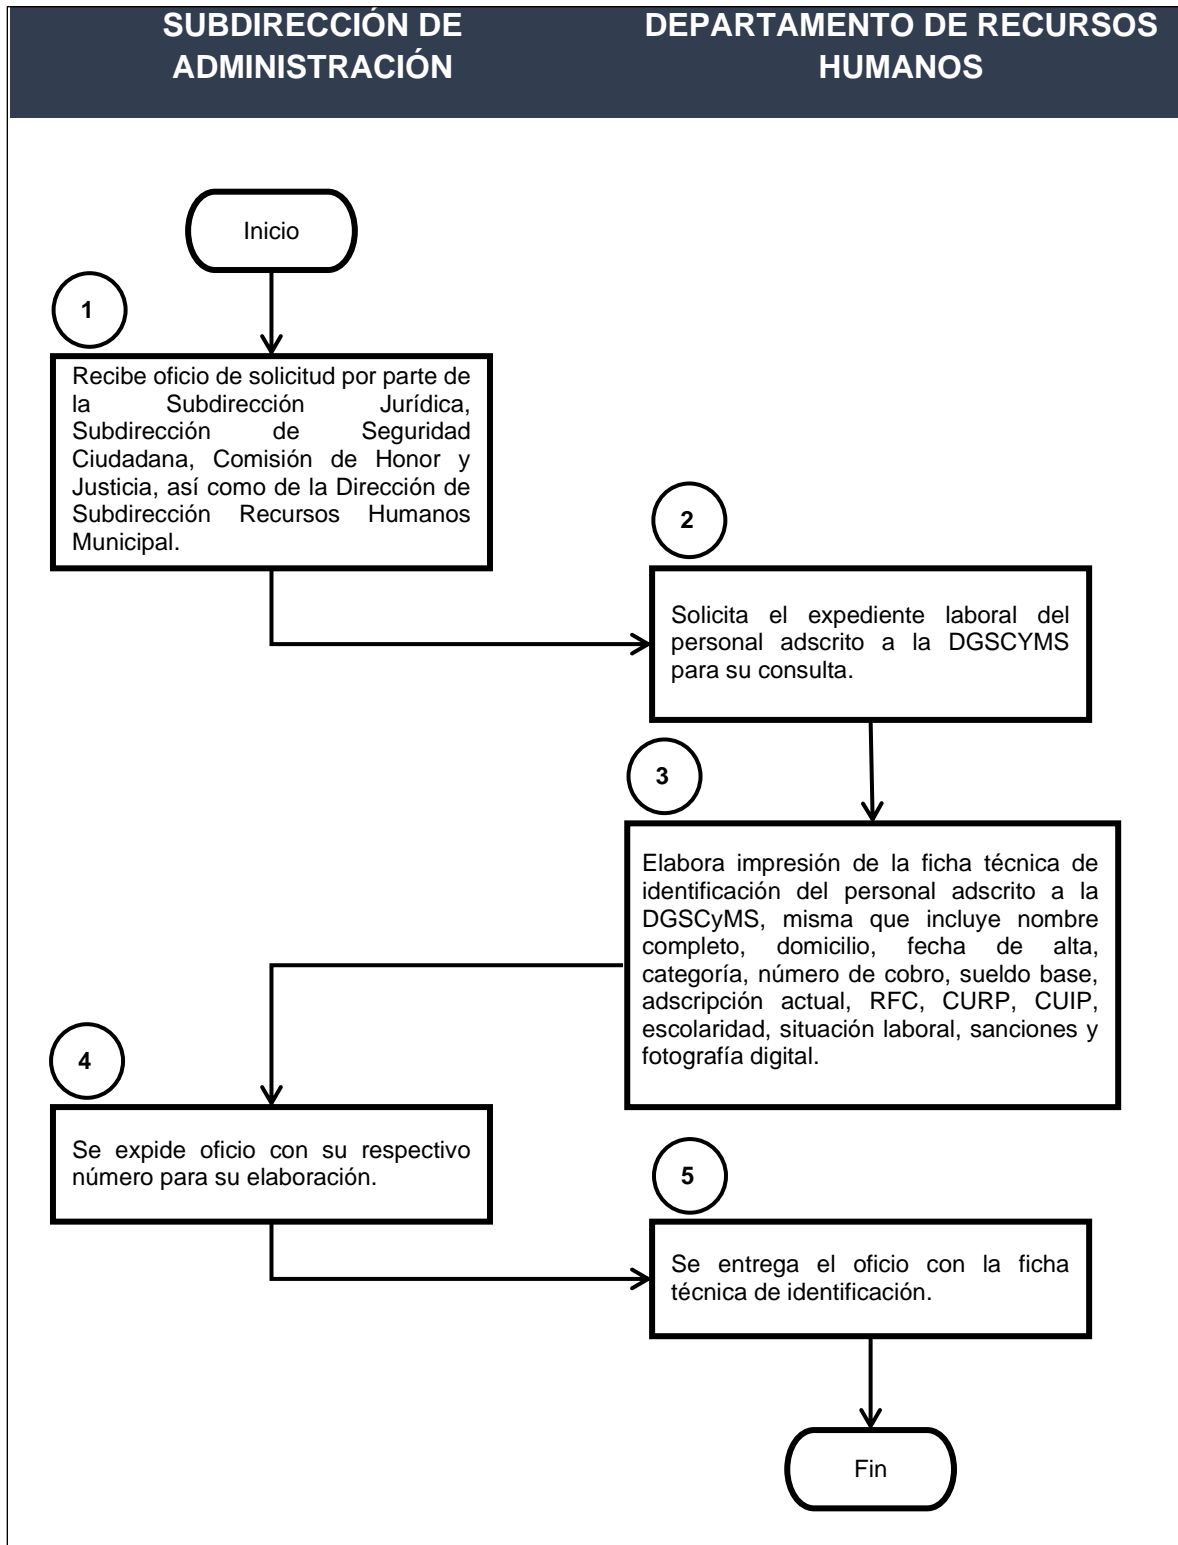 SUBDIRECCIÓN DE
ADMINISTRACIÓN
DEPARTAMENTO DE RECURSOS
HUMANOS
Inicio
1
Recibe oficio de solicitud por parte de
la Subdirección Jurídica,
Subdirección de Seguridad
Ciudadana, Comisión de Honor y
Justicia, así como de la Dirección de
Subdirección Recursos Humanos
Municipal.
2
Solicita el expediente laboral del
personal adscrito a la DGSCYMS
para su consulta.
3
Elabora impresión de la ficha técnica de
identificación del personal adscrito a la
DGSCyMS, misma que incluye nombre
completo, domicilio, fecha de alta,
categoría, número de cobro, sueldo base,
adscripción actual, RFC, CURP, CUIP,
escolaridad, situación laboral, sanciones y
fotografía digital.
4
Se expide oficio con su respectivo
número para su elaboración.
5
Se entrega el oficio con la ficha
técnica de identificación.
Fin